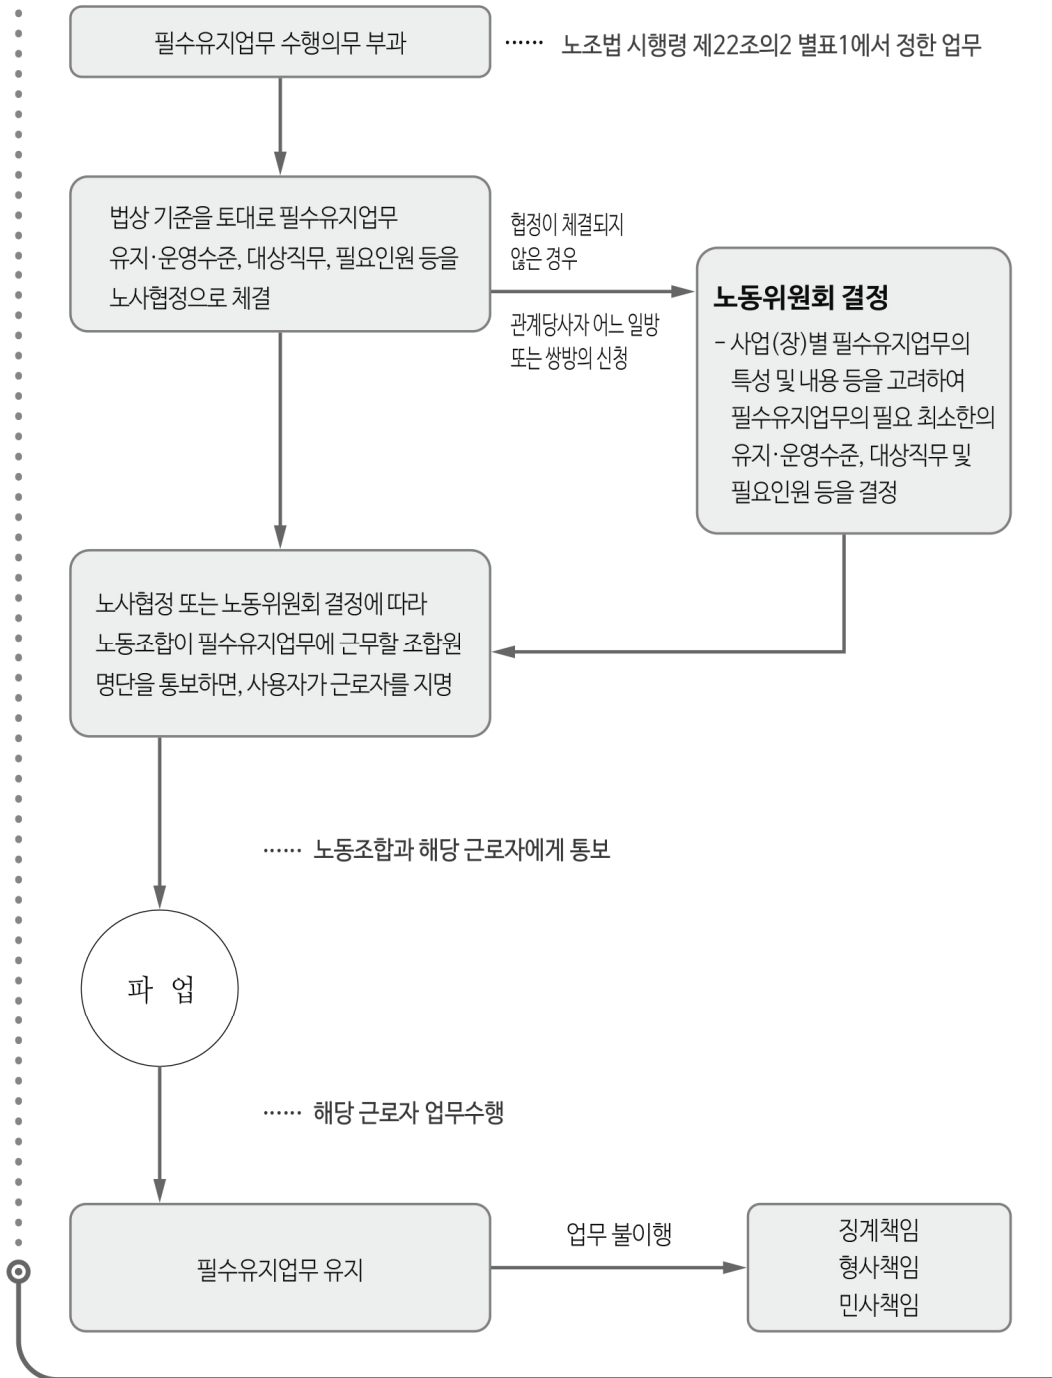 필수유지업무 수행의무 부과
…… 노조법 시행령 제22조의2 별표1에서 정한 업무
법상 기준을 토대로 필수유지업무
유지·운영수준, 대상직무, 필요인원 등을
노사협정으로 체결
협정이 체결되지
않은 경우
관계당사자 어느 일방
또는 쌍방의 신청
노동위원회 결정
- 사업(장)별 필수유지업무의
특성 및 내용 등을 고려하여
필수유지업무의 필요 최소한의
유지·운영수준, 대상직무 및
필요인원 등을 결정
노사협정 또는 노동위원회 결정에 따라
노동조합이 필수유지업무에 근무할 조합원
명단을 통보하면, 사용자가 근로자를 지명
…… 노동조합과 해당 근로자에게 통보
파 업
…… 해당 근로자 업무수행
필수유지업무 유지
업무 불이행
징계책임
형사책임
민사책임